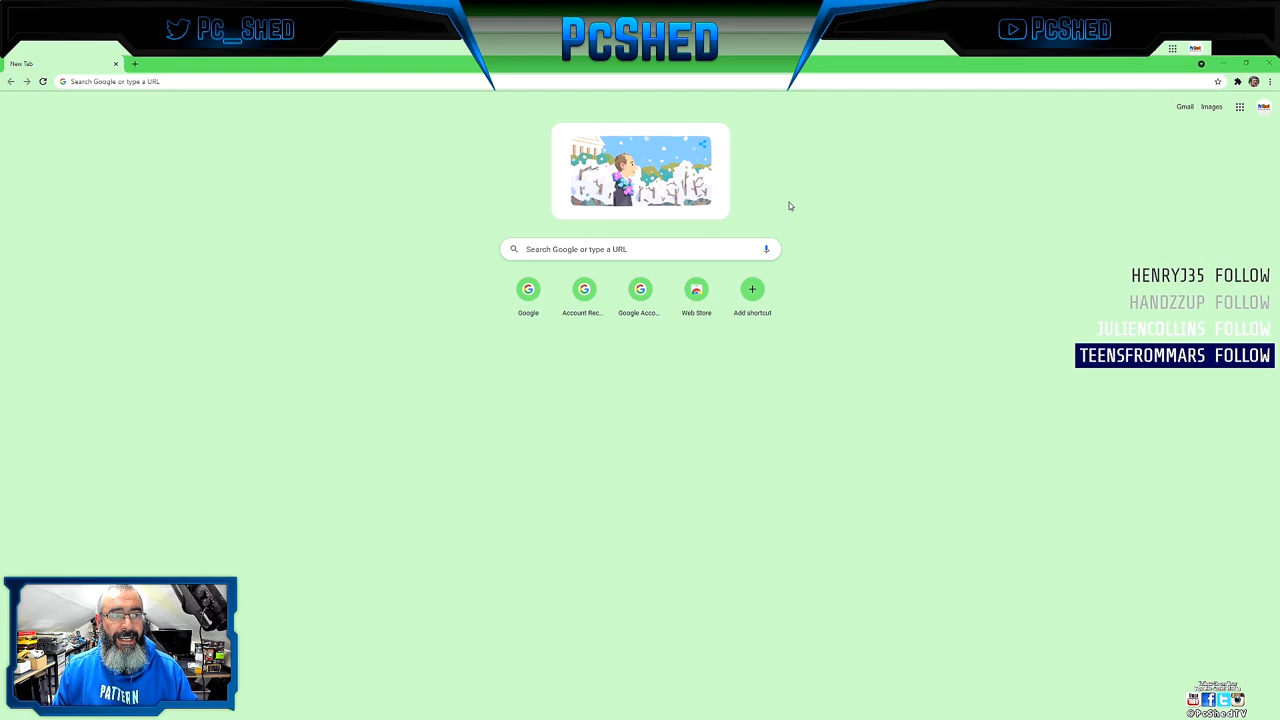 Pc_Shed
PcShed
PcShed
New Tab
Search Google or type a URL
Gmail
Images
Search Google or type a URL
Google
Account Rec...
Google Acco...
Web Store
Add shortcut
HENRYJ35 FOLLOW
HANDZZUP FOLLOW
JULIENCOLLINS FOLLOW
TEENSFROMMARS FOLLOW
PATTERN
@PcShedTV